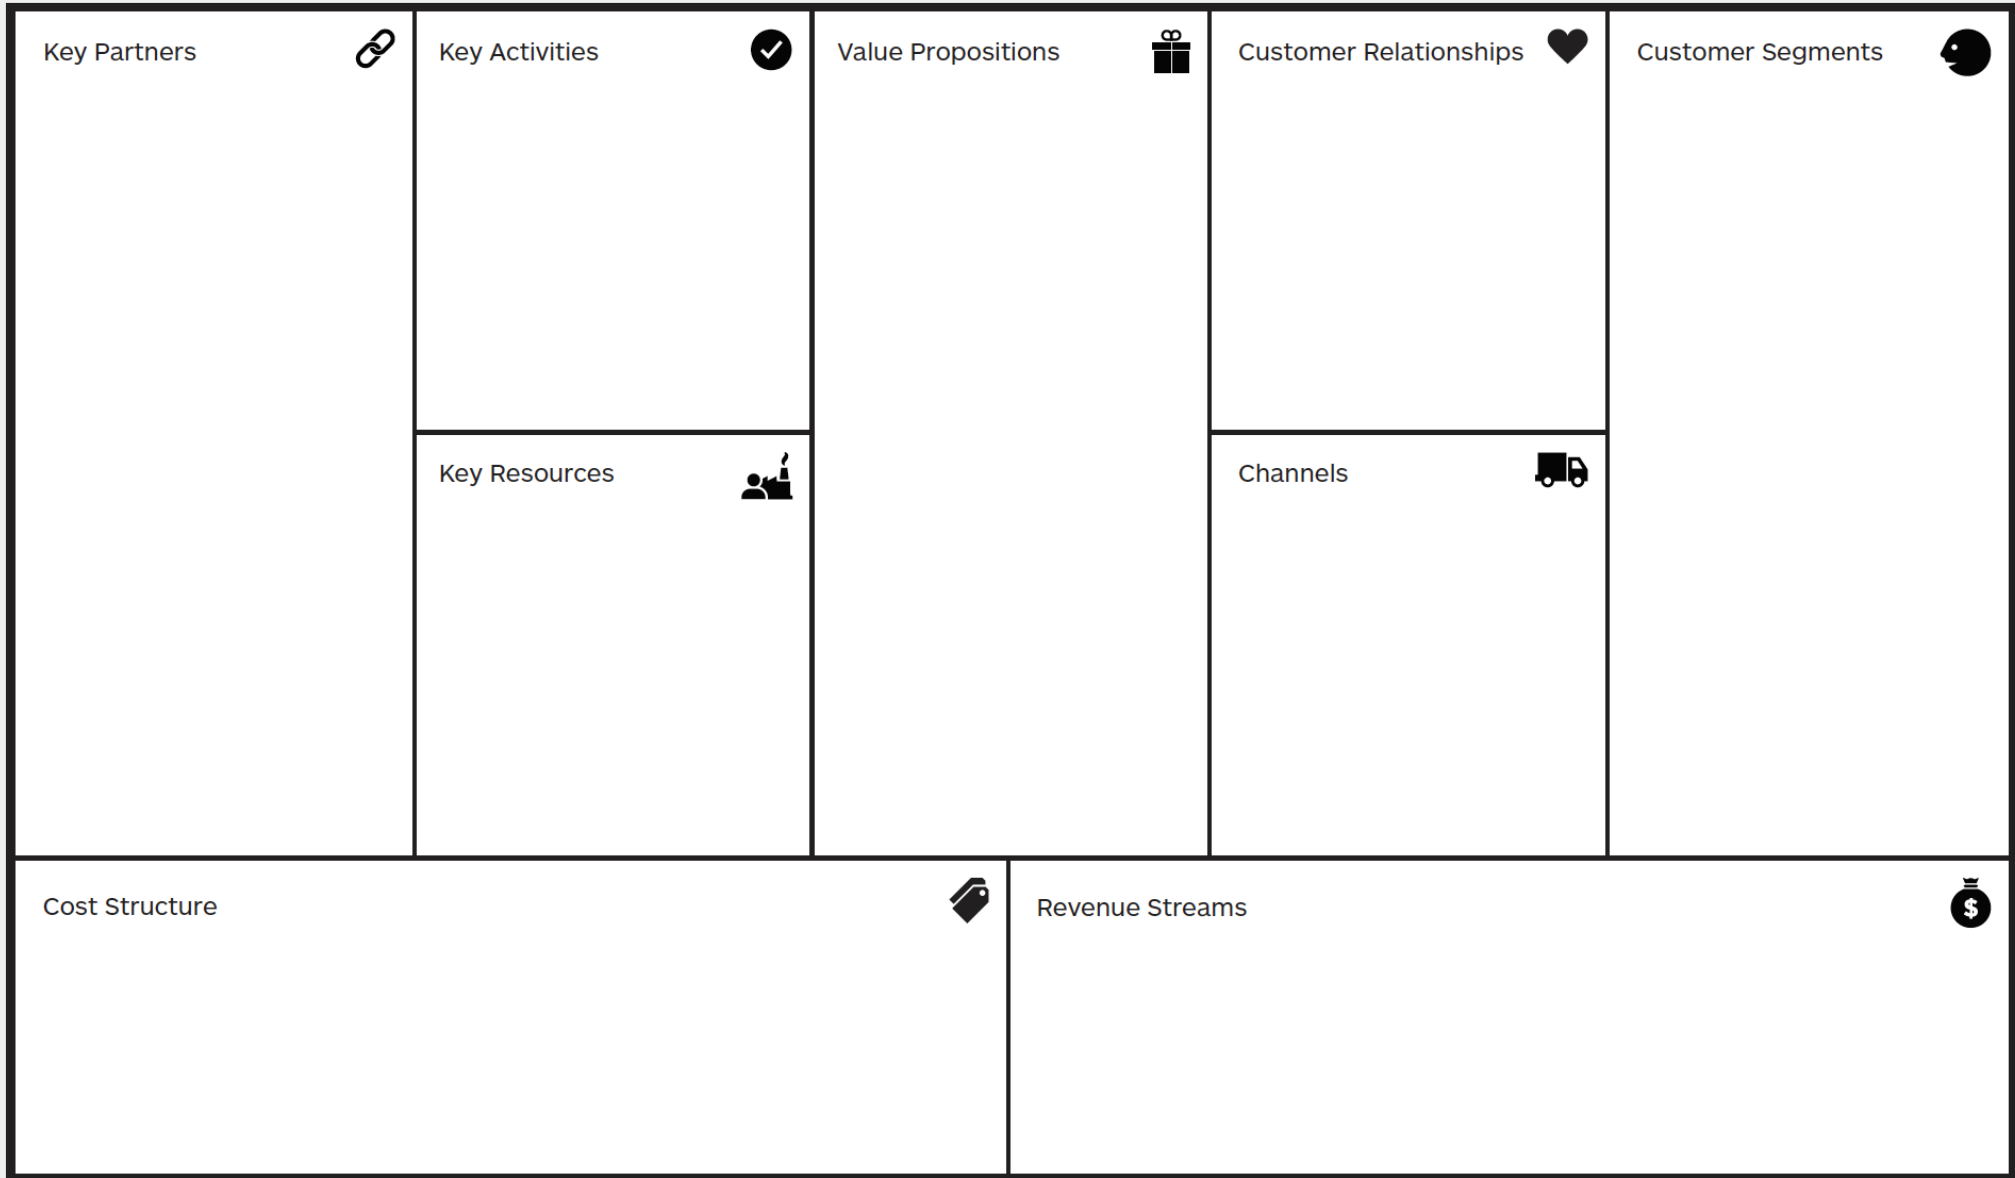 Key Partners
Key Activities
Value Propositions
Customer Relationships
Customer Segments
Key Resources
Channels
Cost Structure
Revenue Streams
$